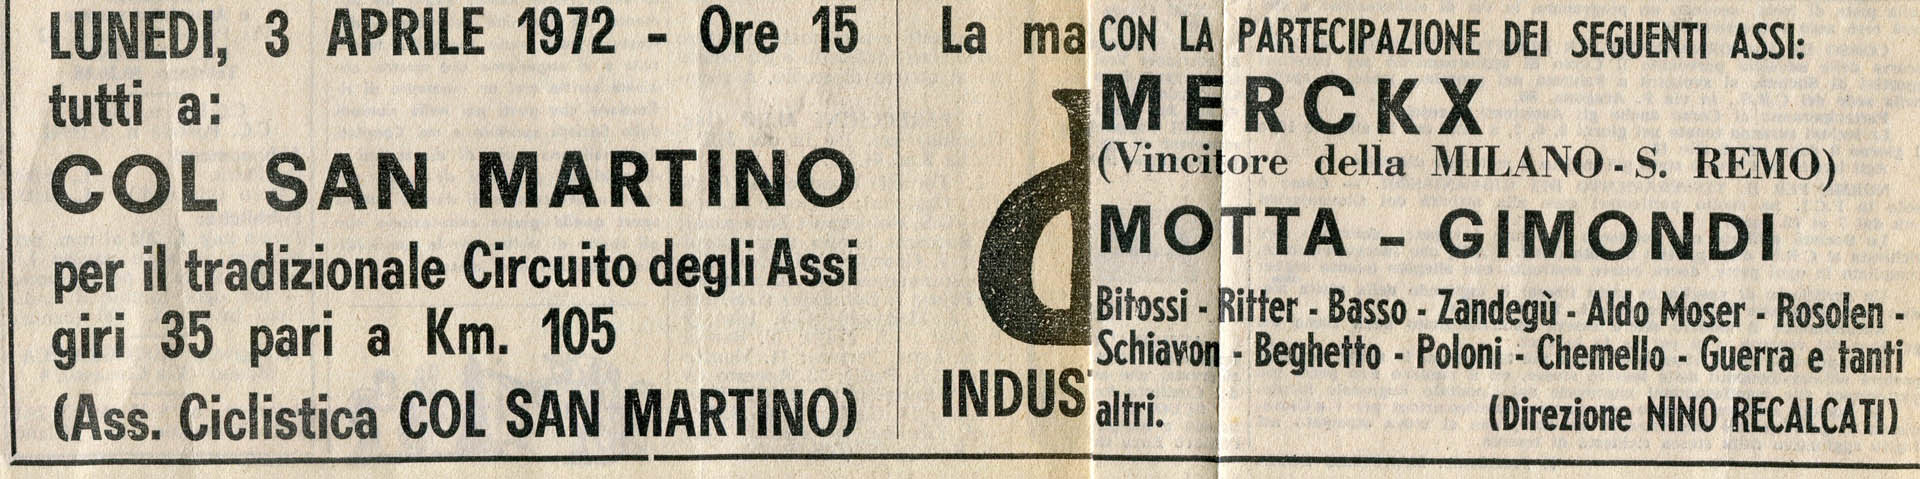 LUNEDI, 3 APRILE 1972 - Ore 15
tutti a:
COL SAN MARTINO
per il tradizionale Circuito degli Assi
giri 35 pari a Km. 105
(Ass. Ciclistica COL SAN MARTINO)
La ma
d
INDUST
CON LA PARTECIPAZIONE DEI SEGUENTI ASSI:
MERCKX
(Vincitore della MILANO - S. REMO)
MOTTA - GIMONDI
Bitossi - Ritter - Basso - Zandegù - Aldo Moser - Rosolen -
Schiavon - Beghetto - Poloni - Chemello - Guerra e tanti
altri.
(Direzione NINO RECALCATI)